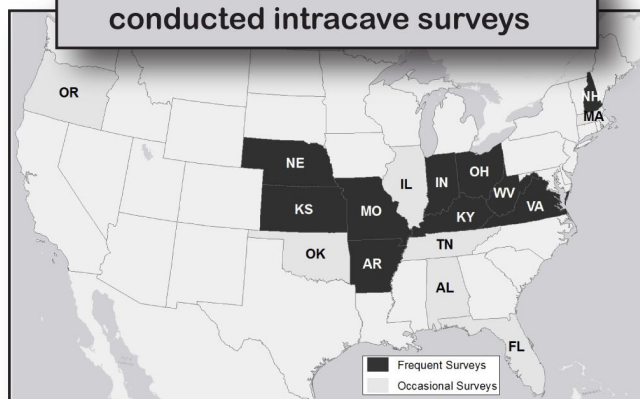 conducted intracave surveys
OR
NH
MA
NE
IL
IN
OH
WV
VA
KS
MO
KY
OK
AR
TN
AL
FL
Frequent Surveys
Occasional Surveys